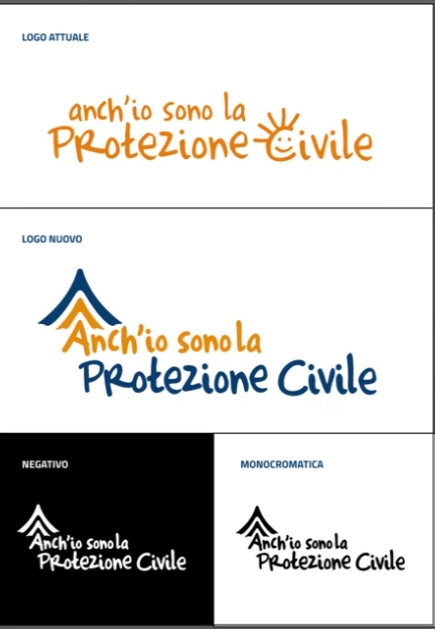 LOGO ATTUALE
anch'io sono la
PRotezione Civile
LOGO NUOVO
Anch'io sono la
PRotezione Civile
NEGATIVO
Anch'io sono la
PRotezione Civile
MONOCROMATICA
Anch'io sono la
PRotezione Civile